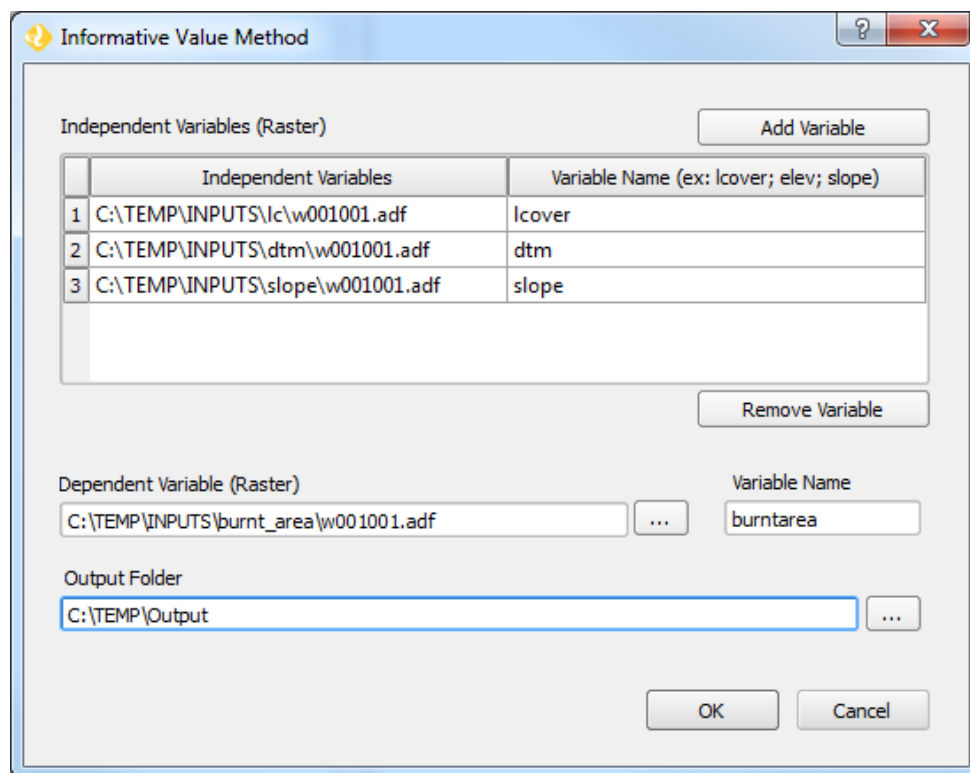 Informative Value Method
?
X
Independent Variables (Raster)
Add Variable
Independent Variables Variable Name (ex: lcover; elev; slope)
1 C:\TEMP\INPUTS\lc\w001001.adf lcover
2 C:\TEMP\INPUTS\dtm\w001001.adf dtm
3 C:\TEMP\INPUTS\slope\w001001.adf slope
Remove Variable
Dependent Variable (Raster) Variable Name
C:\TEMP\INPUTS\burnt_area\w001001.adf ... burntarea
Output Folder
C:\TEMP\Output ...
OK Cancel